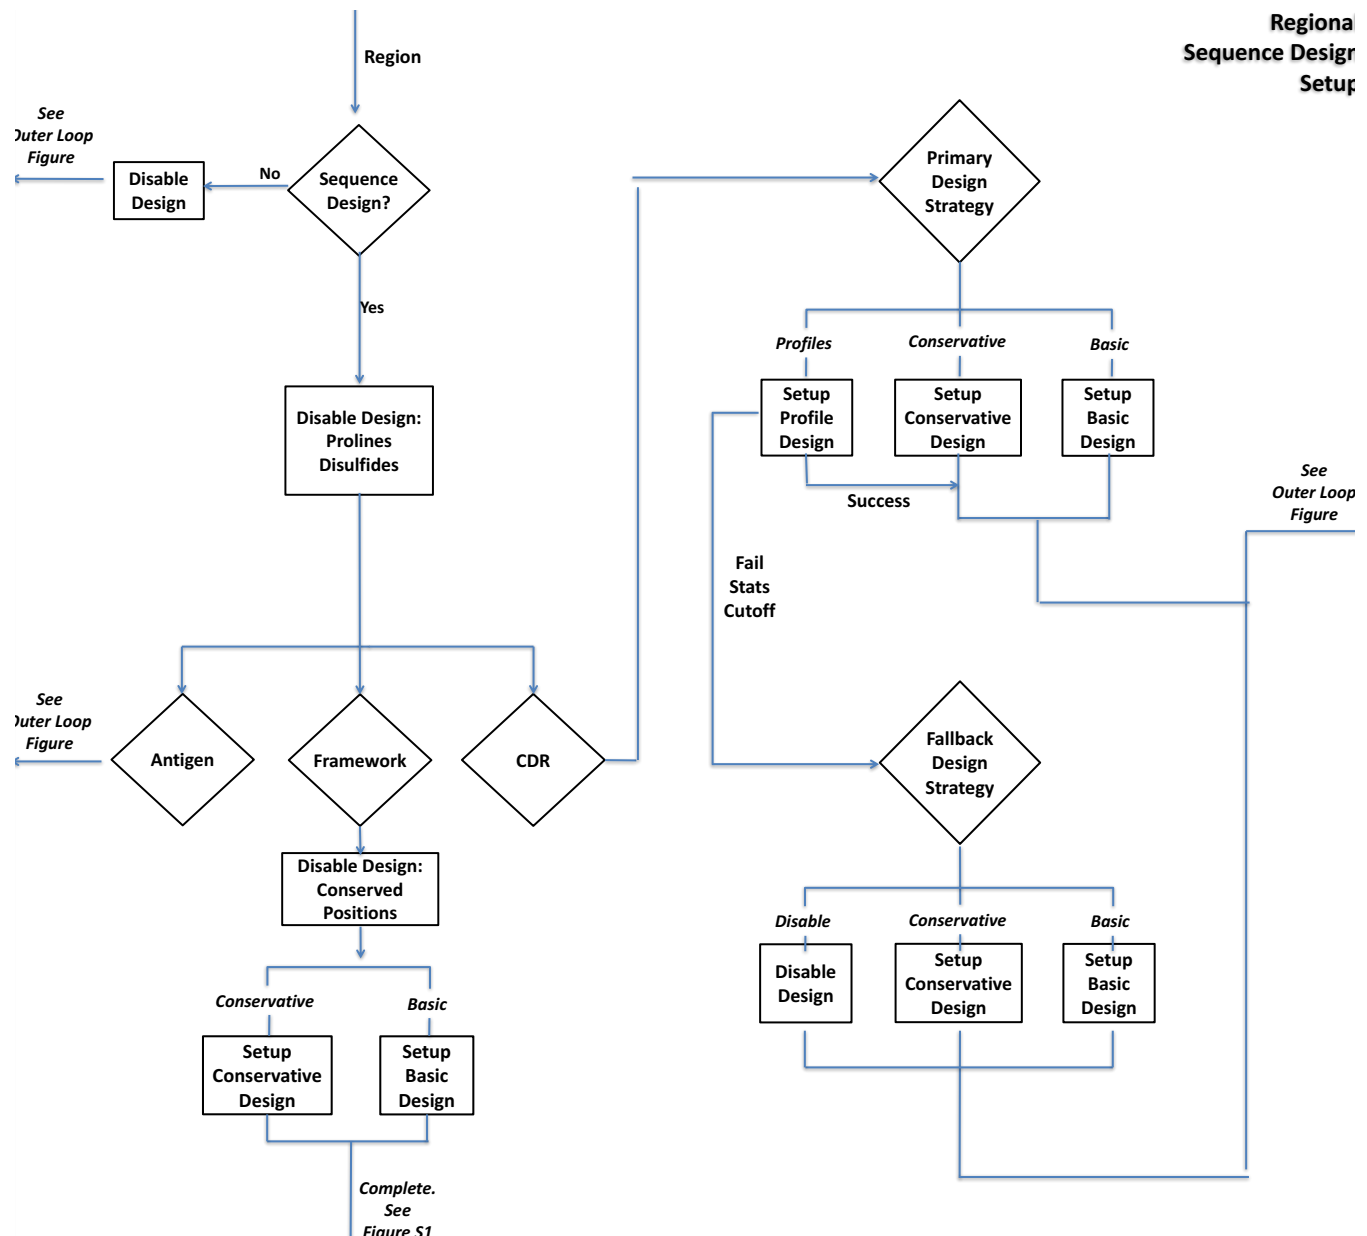 Regional
Sequence Design
Setup
Region
See
Outer Loop
Figure
Disable
Design
No
Sequence
Design?
Yes
Disable Design:
Prolines
Disulfides
See
Outer Loop
Figure
Antigen
Framework
CDR
Disable Design:
Conserved
Positions
Conservative
Basic
Setup
Conservative
Design
Setup
Basic
Design
Complete.
See
Figure S1
Primary
Design
Strategy
Profiles
Conservative
Basic
Setup
Profile
Design
Setup
Conservative
Design
Setup
Basic
Design
Success
Fail
Stats
Cutoff
See
Outer Loop
Figure
Fallback
Design
Strategy
Disable
Conservative
Basic
Disable
Design
Setup
Conservative
Design
Setup
Basic
Design